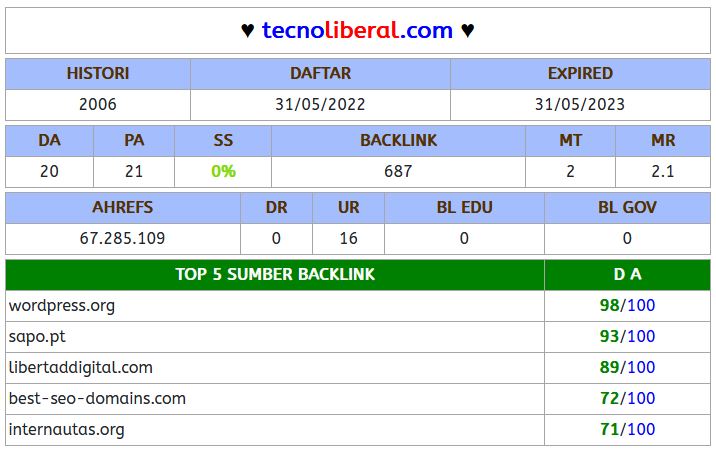 ♥ tecnoliberal.com ♥
HISTORI DAFTAR EXPIRED
2006 31/05/2022 31/05/2023
DA PA SS BACKLINK MT MR
20 21 0% 687 2 2.1
AHREFS DR UR BL EDU BL GOV
67.285.109 0 16 0 0
TOP 5 SUMBER BACKLINK D A
wordpress.org 98/100
sapo.pt 93/100
libertaddigital.com 89/100
best-seo-domains.com 72/100
internautas.org 71/100